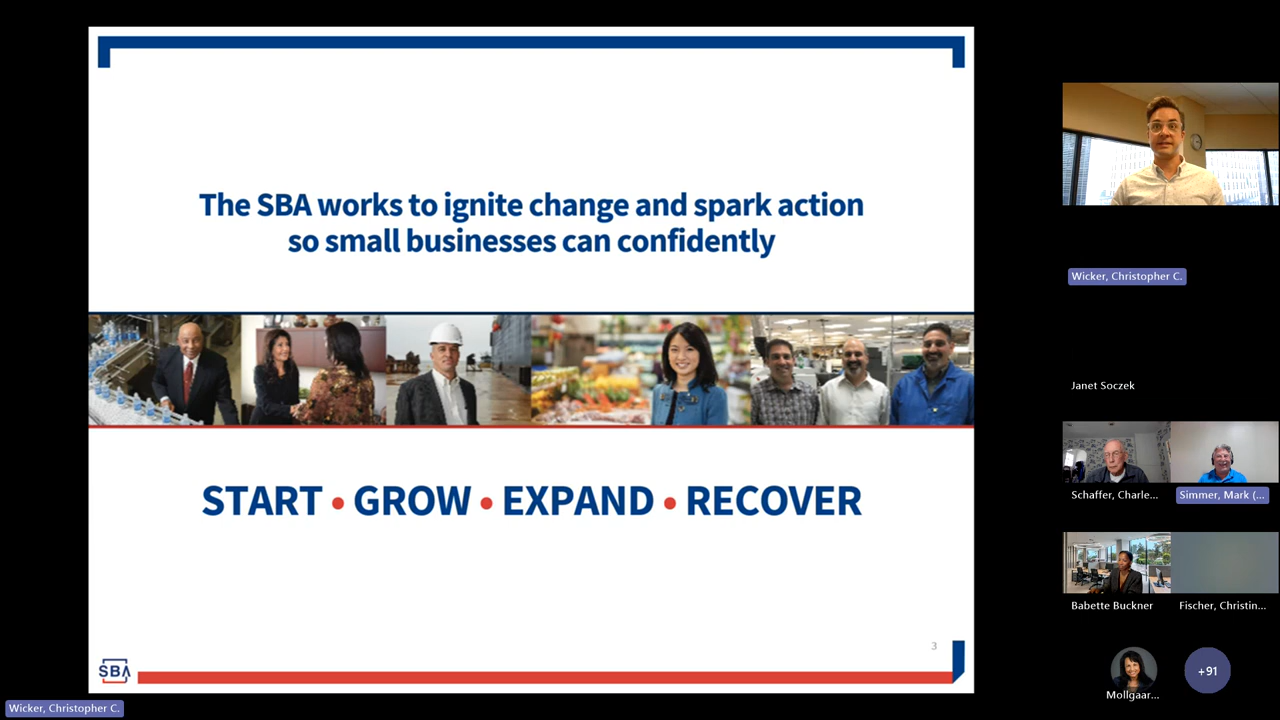 The SBA works to ignite change and spark action
so small businesses can confidently
START • GROW • EXPAND • RECOVER
3
SBA
Wicker, Christopher C.
Wicker, Christopher C.
Janet Soczek
Schaffer, Charle...
Simmer, Mark (...
Babette Buckner
Fischer, Christin...
Mollgaar...
+91